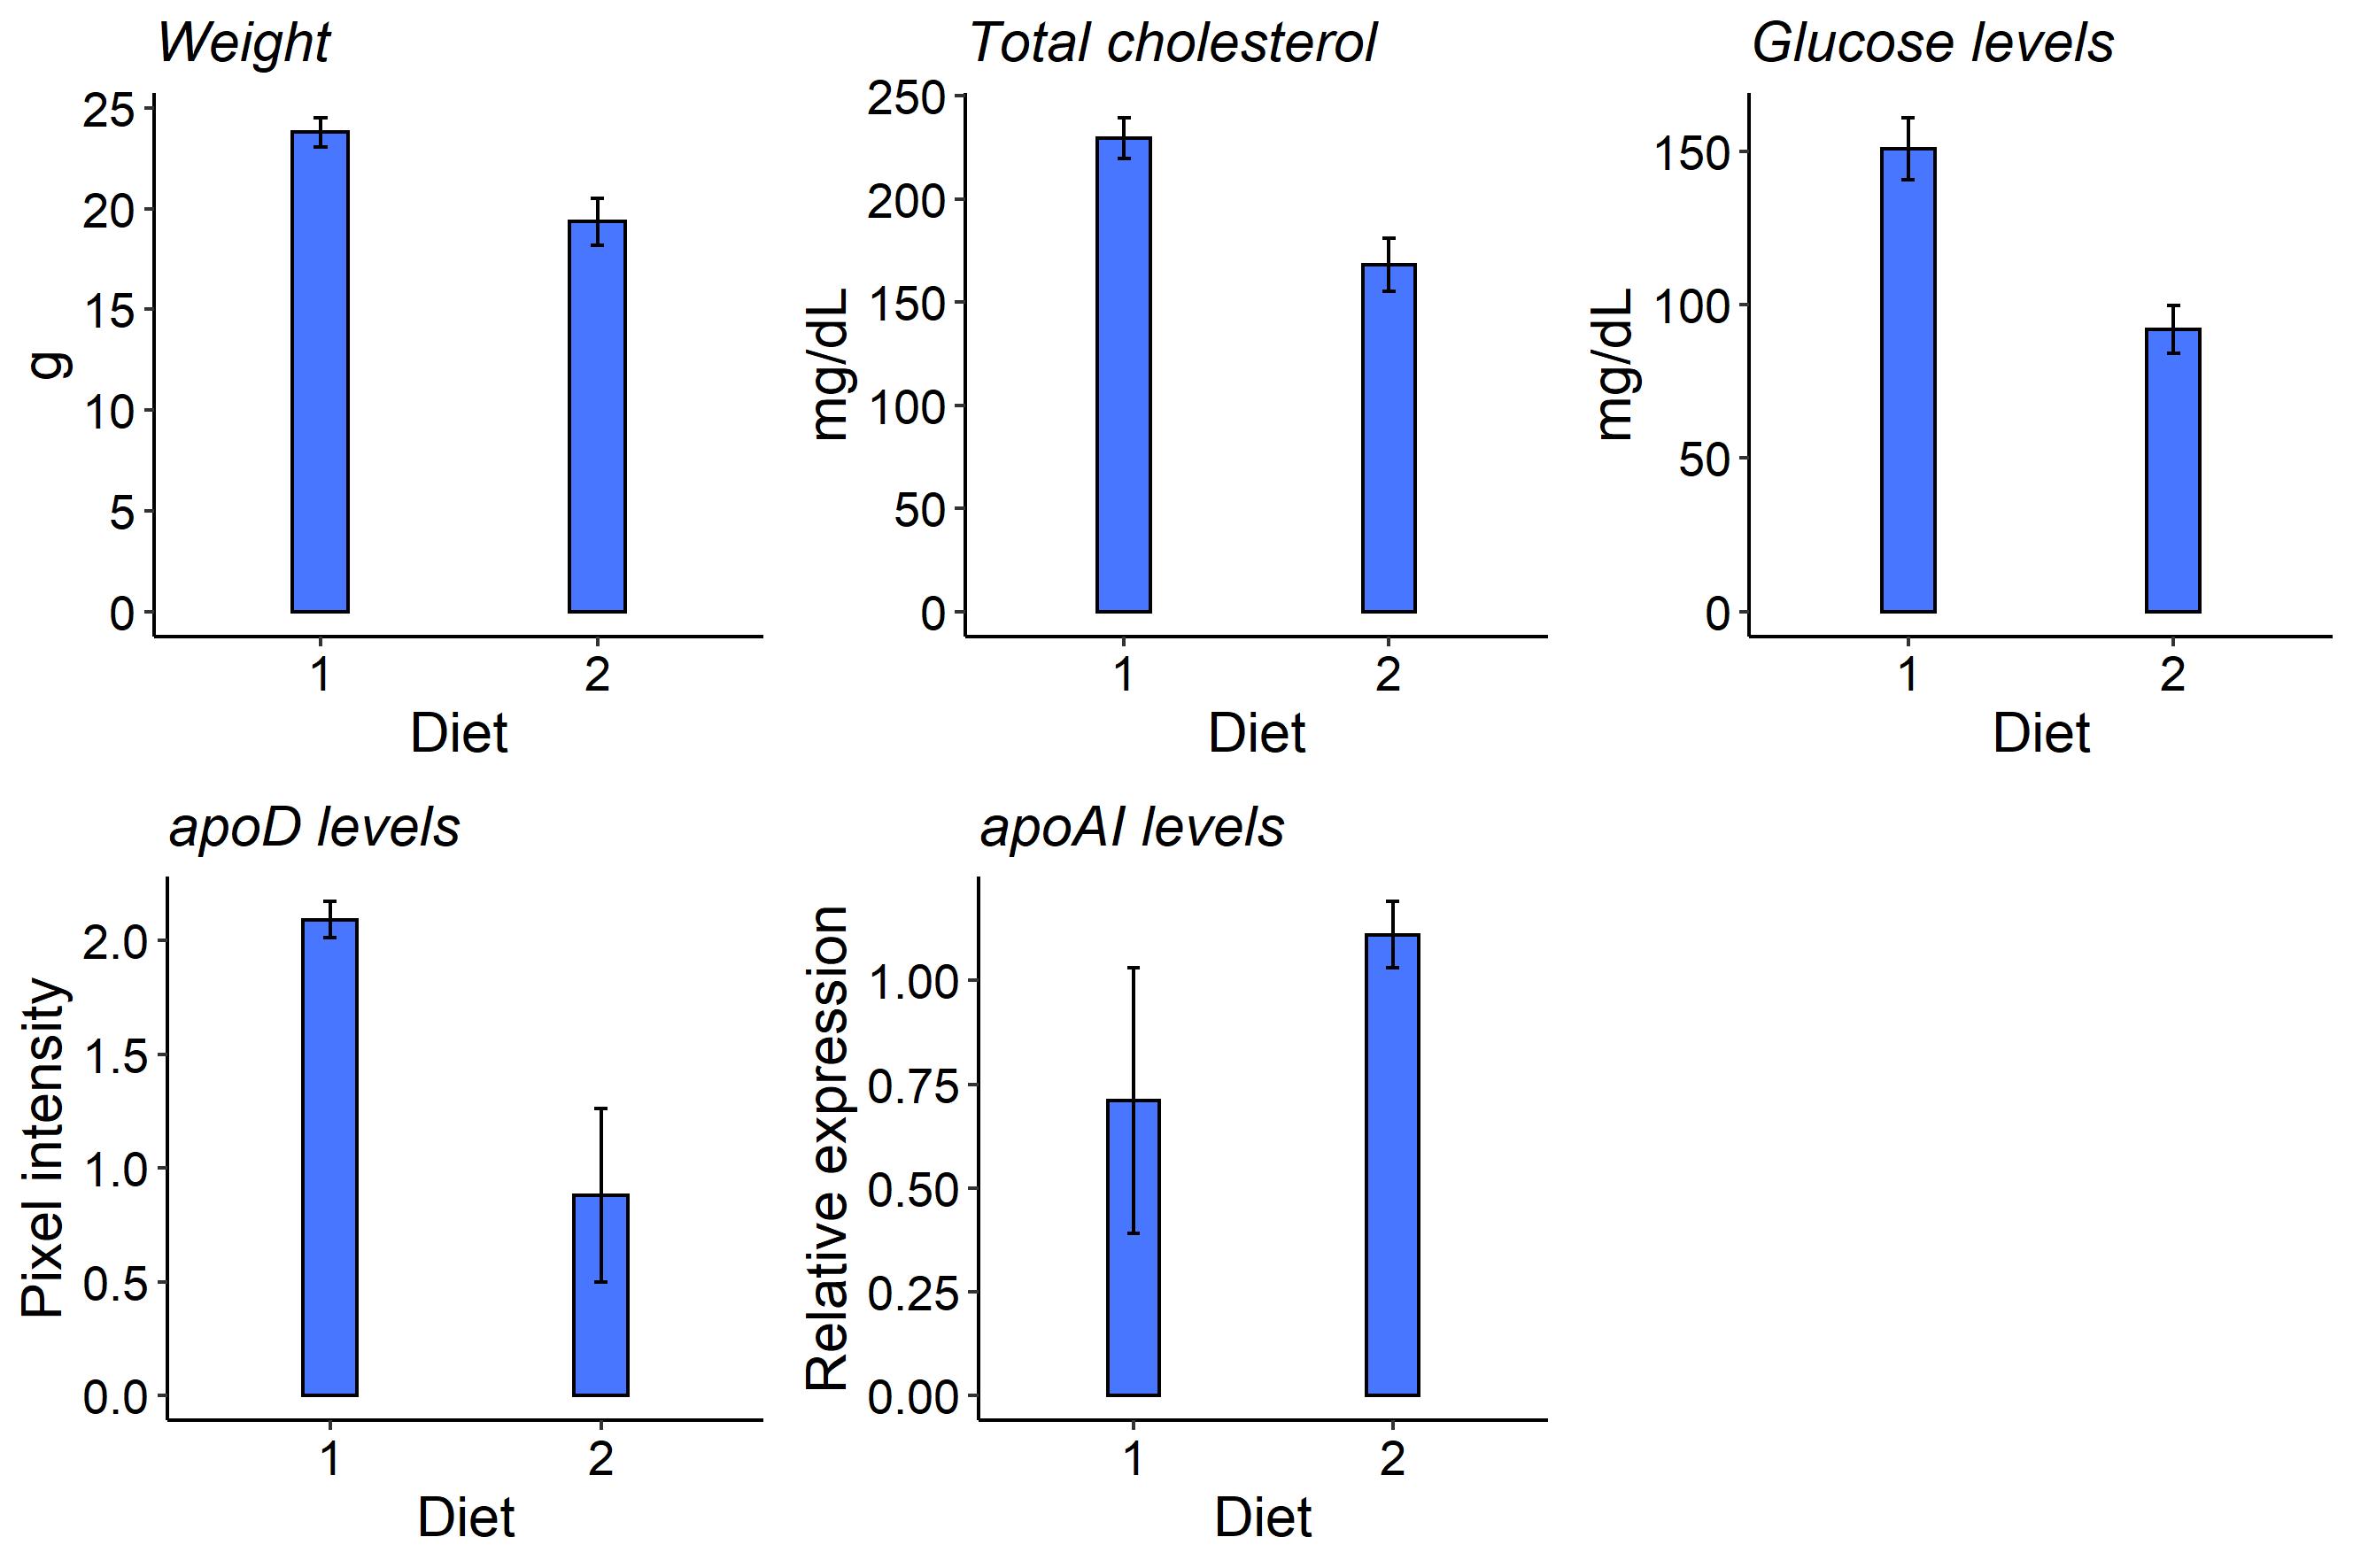 Weight
25
20
15
10
5
0
g
1 2
Diet
Total cholesterol
250
200
150
100
50
0
mg/dL
1 2
Diet
Glucose levels
150
100
50
0
mg/dL
1 2
Diet
apoD levels
2.0
1.5
1.0
0.5
0.0
Pixel intensity
1 2
Diet
apoAI levels
1.00
0.75
0.50
0.25
0.00
Relative expression
1 2
Diet